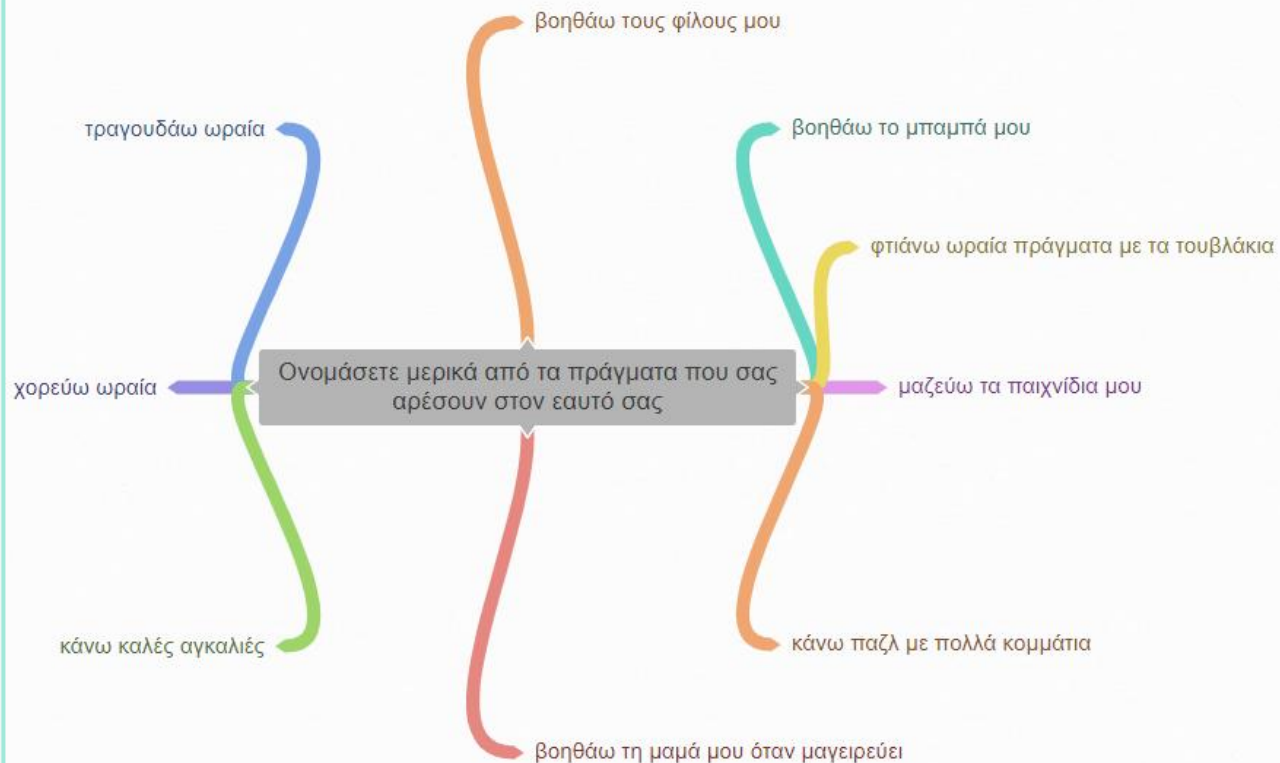 βοηθάω τους φίλους μου
τραγουδάω ωραία
βοηθάω το μπαμπά μου
φτιάνω ωραία πράγματα με τα τουβλάκια
Ονομάσετε μερικά από τα πράγματα που σας
αρέσουν στον εαυτό σας
χορεύω ωραία
μαζεύω τα παιχνίδια μου
κάνω καλές αγκαλιές
κάνω παζλ με πολλά κομμάτια
βοηθάω τη μαμά μου όταν μαγειρεύει